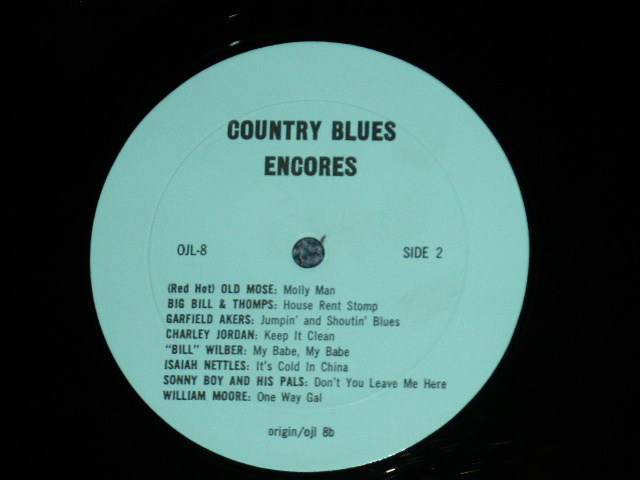 COUNTRY BLUES
ENCORES
OJL-8
SIDE 2
(Red Hot) OLD MOSE: Molly Man
BIG BILL & THOMPS: House Rent Stomp
GARFIELD AKERS: Jumpin' and Shoutin' Blues
CHARLEY JORDAN: Keep It Clean
"BILL" WILBER: My Babe, My Babe
ISAIAH NETTLES: It's Cold In China
SONNY BOY AND HIS PALS: Don't You Leave Me Here
WILLIAM MOORE: One Way Gal
origin/ojl 8b